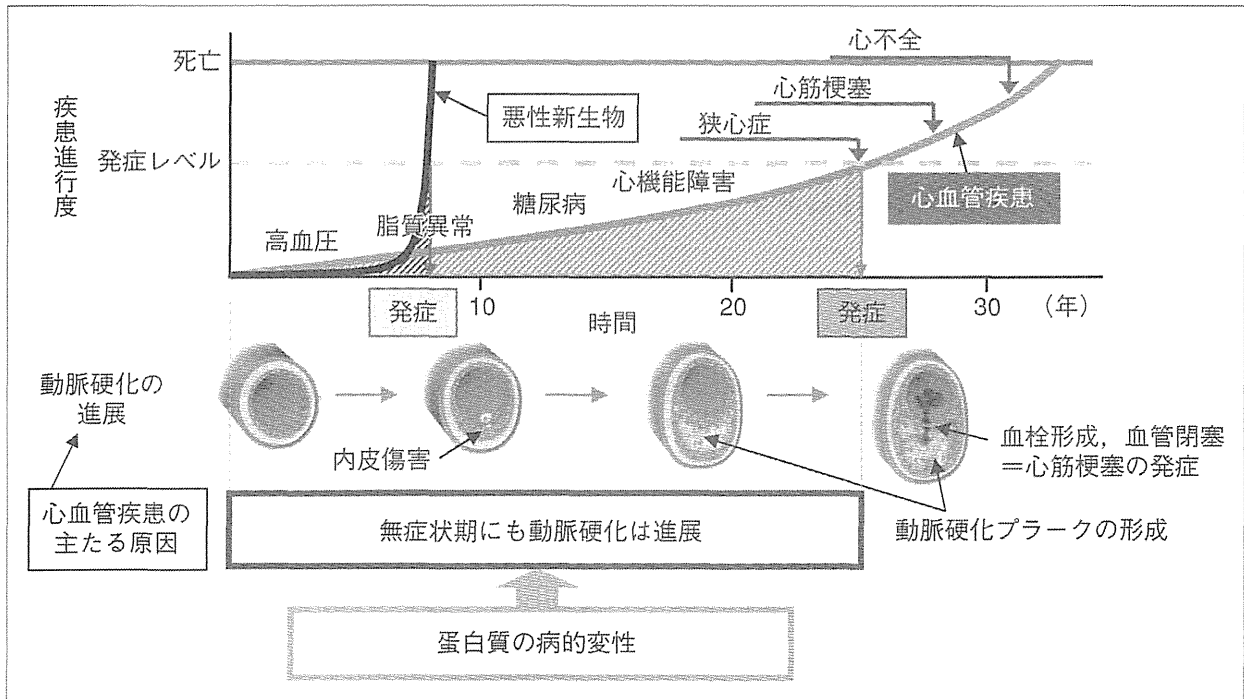 死亡
疾患進行度
発症レベル
悪性新生物
心不全
心筋梗塞
狭心症
心機能障害
心血管疾患
糖尿病
脂質異常
高血圧
発症
10
時間
20
発症
30
（年）
動脈硬化の
進展
内皮傷害
血栓形成，血管閉塞
＝心筋梗塞の発症
心血管疾患の
主たる原因
無症状期にも動脈硬化は進展
動脈硬化プラークの形成
蛋白質の病的変性